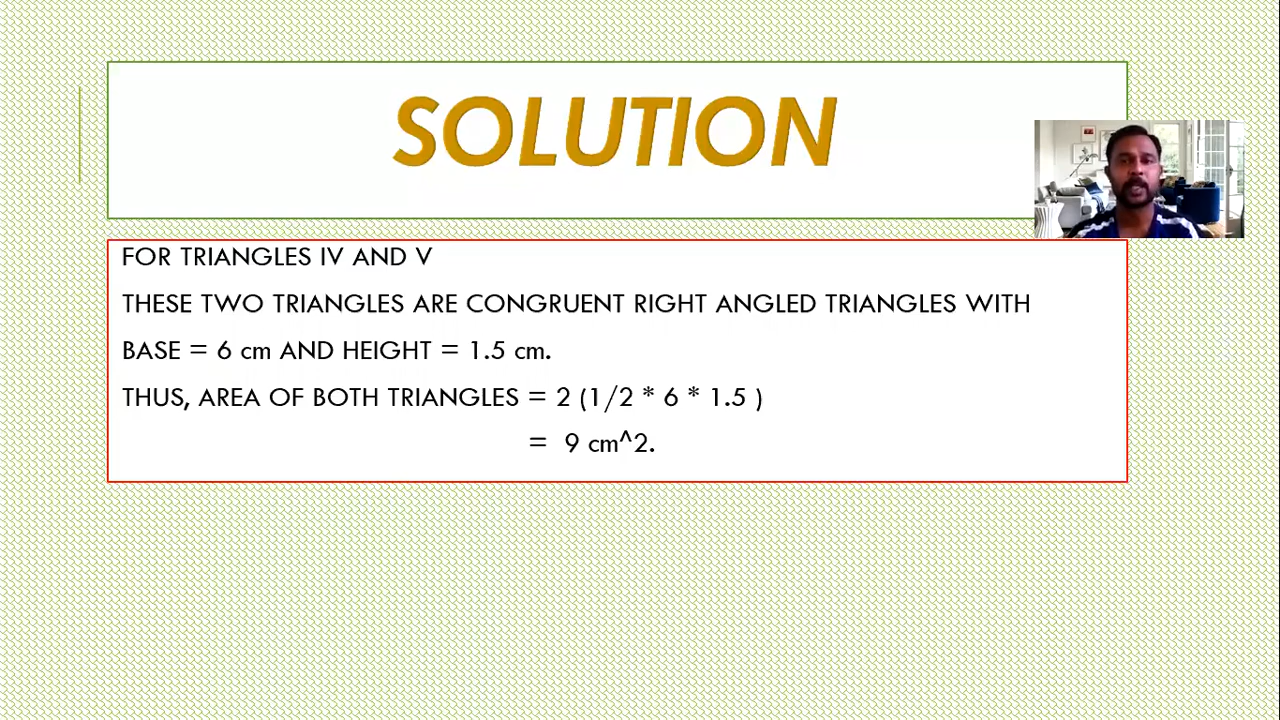 SOLUTION
FOR TRIANGLES IV AND V
THESE TWO TRIANGLES ARE CONGRUENT RIGHT ANGLED TRIANGLES WITH
BASE = 6 cm AND HEIGHT = 1.5 cm.
THUS, AREA OF BOTH TRIANGLES = 2 (1/2 * 6 * 1.5 )
= 9 cm^2.